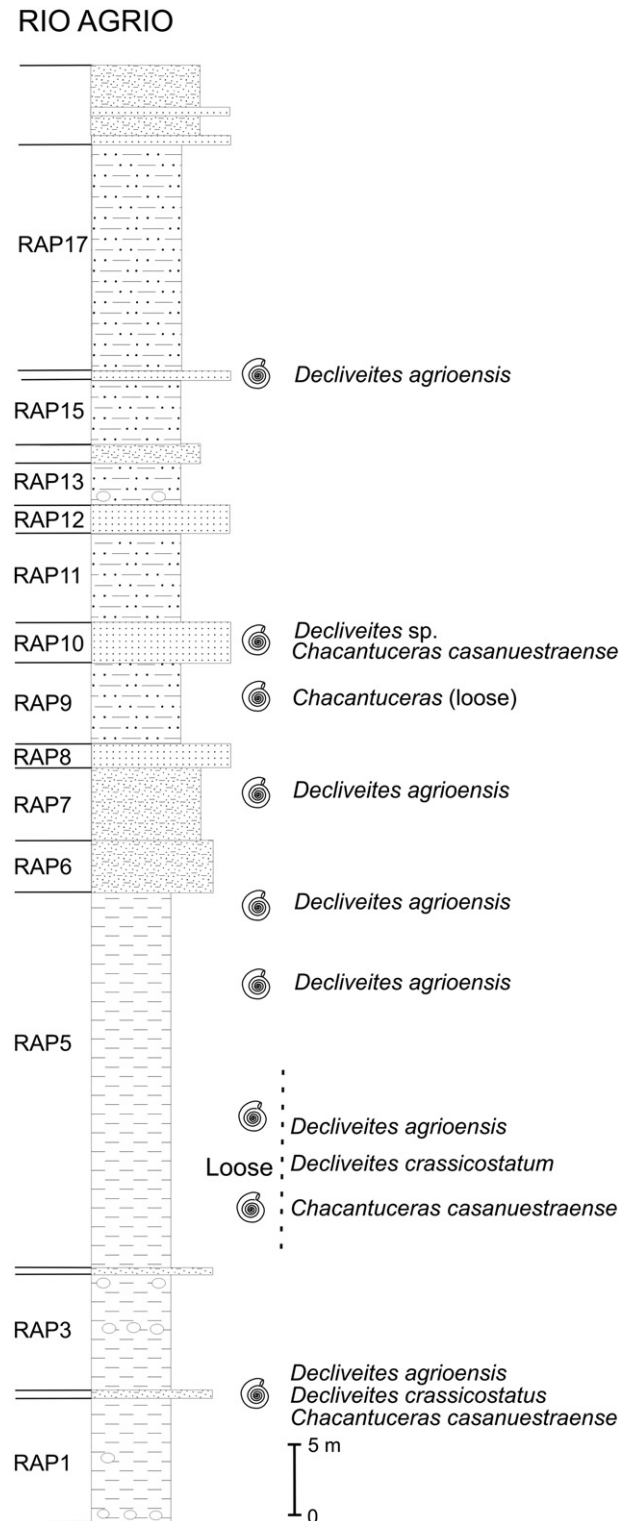 RIO AGRIO
RAP17
Decliveites agrioensis
RAP15
RAP13
RAP12
RAP11
RAP10
Decliveites sp.
Chacantuceras casanuestraense
RAP9
Chacantuceras (loose)
RAP8
RAP7
Decliveites agrioensis
RAP6
Decliveites agrioensis
Decliveites agrioensis
RAP5
Decliveites agrioensis
Loose
Decliveites crassicostatum
Chacantuceras casanuestraense
RAP3
Decliveites agrioensis
Decliveites crassicostatus
Chacantuceras casanuestraense
5 m
RAP1
0